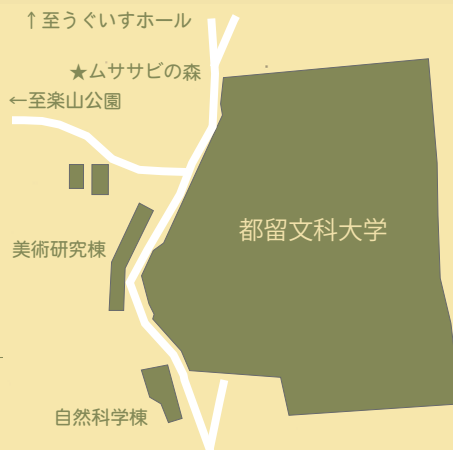 ↑至うぐいすホール
★ムササビの森
←至楽山公園
都留文科大学
美術研究棟
自然科学棟